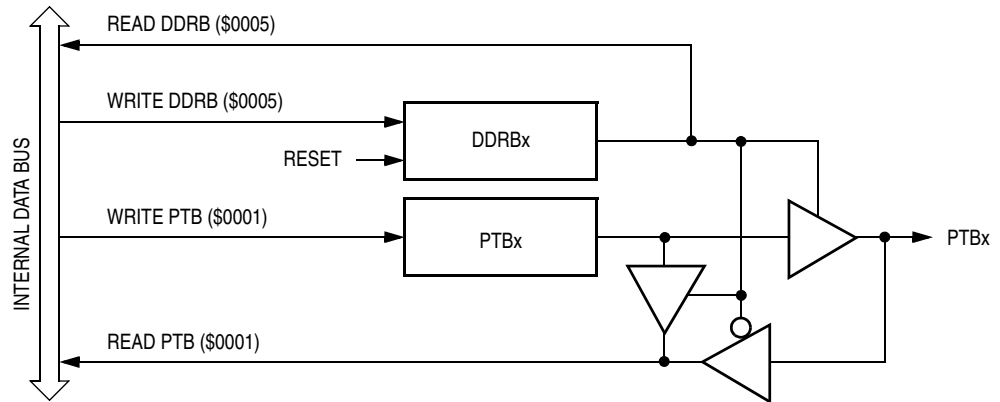 READ DDRB ($0005)
WRITE DDRB ($0005)
DDRBx
RESET
WRITE PTB ($0001)
PTBx
PTBx
READ PTB ($0001)
INTERNAL DATA BUS